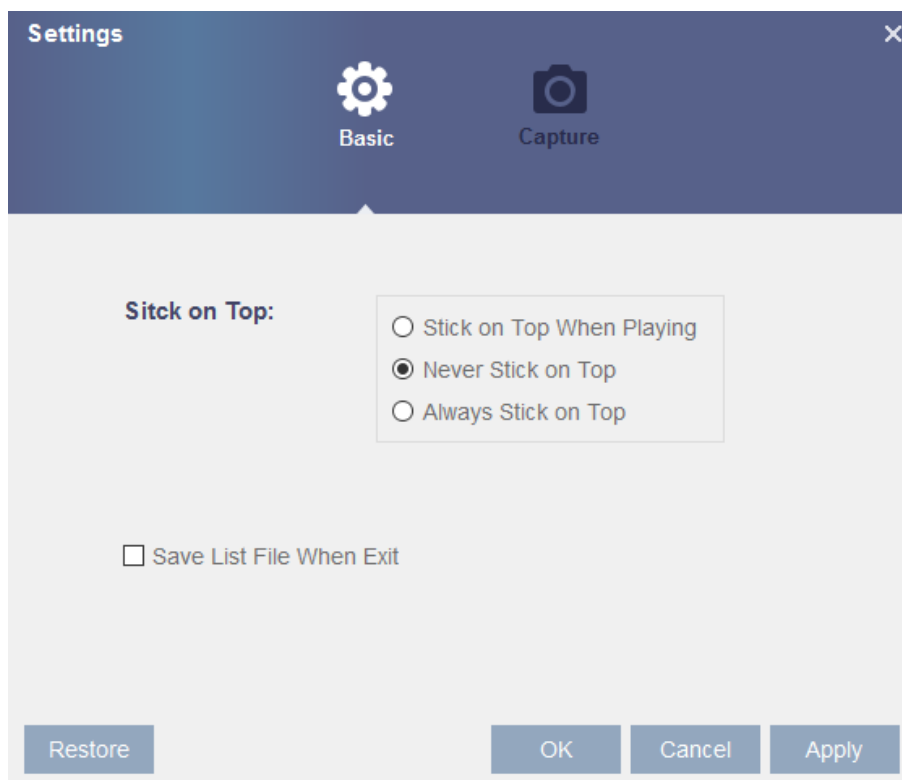 Settings
Basic
Capture
Sitck on Top:
Stick on Top When Playing
Never Stick on Top
Always Stick on Top
Save List File When Exit
Restore
OK
Cancel
Apply